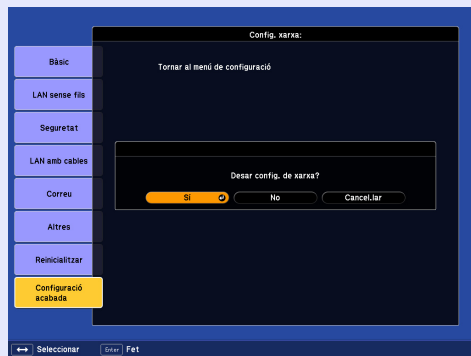 Config. xarxa:
Bàsic
Tornar al menú de configuració
LAN sense fils
Seguretat
LAN amb cables
Desar config. de xarxa?
Correu
Sí
No
Cancel.lar
Altres
Reinicialitzar
Configuració
acabada
Seleccionar
Enter
Fet